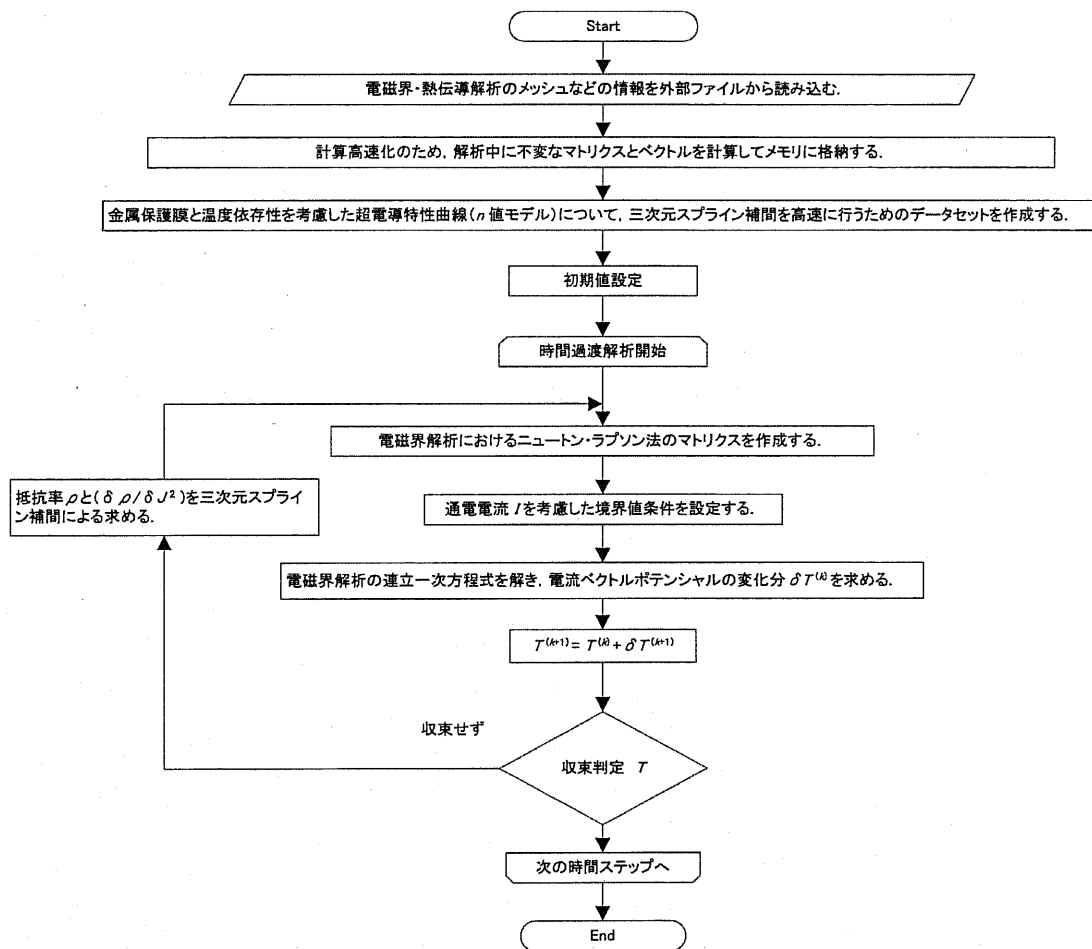 Start
電磁界・熱伝導解析のメッシュなどの情報を外部ファイルから読み込む.
計算高速化のため, 解析中に不変なマトリクスとベクトルを計算してメモリに格納する.
金属保護膜と温度依存性を考慮した超電導特性曲線(n値モデル)について, 三次元スプライン補間を高速に行うためのデータセットを作成する.
初期値設定
時間過渡解析開始
電磁界解析におけるニュートン・ラプソン法のマトリクスを作成する.
抵抗率ρと(δρ/δJ²)を三次元スプライ
ン補間による求める.
通電電流Iを考慮した境界値条件を設定する.
電磁界解析の連立一次方程式を解き, 電流ベクトルポテンシャルの変化分δT⁽ᵏ⁾を求める.
T⁽ᵏ⁺¹⁾= T⁽ᵏ⁾+δT⁽ᵏ⁺¹⁾
収束せず
収束判定 T
次の時間ステップへ
End